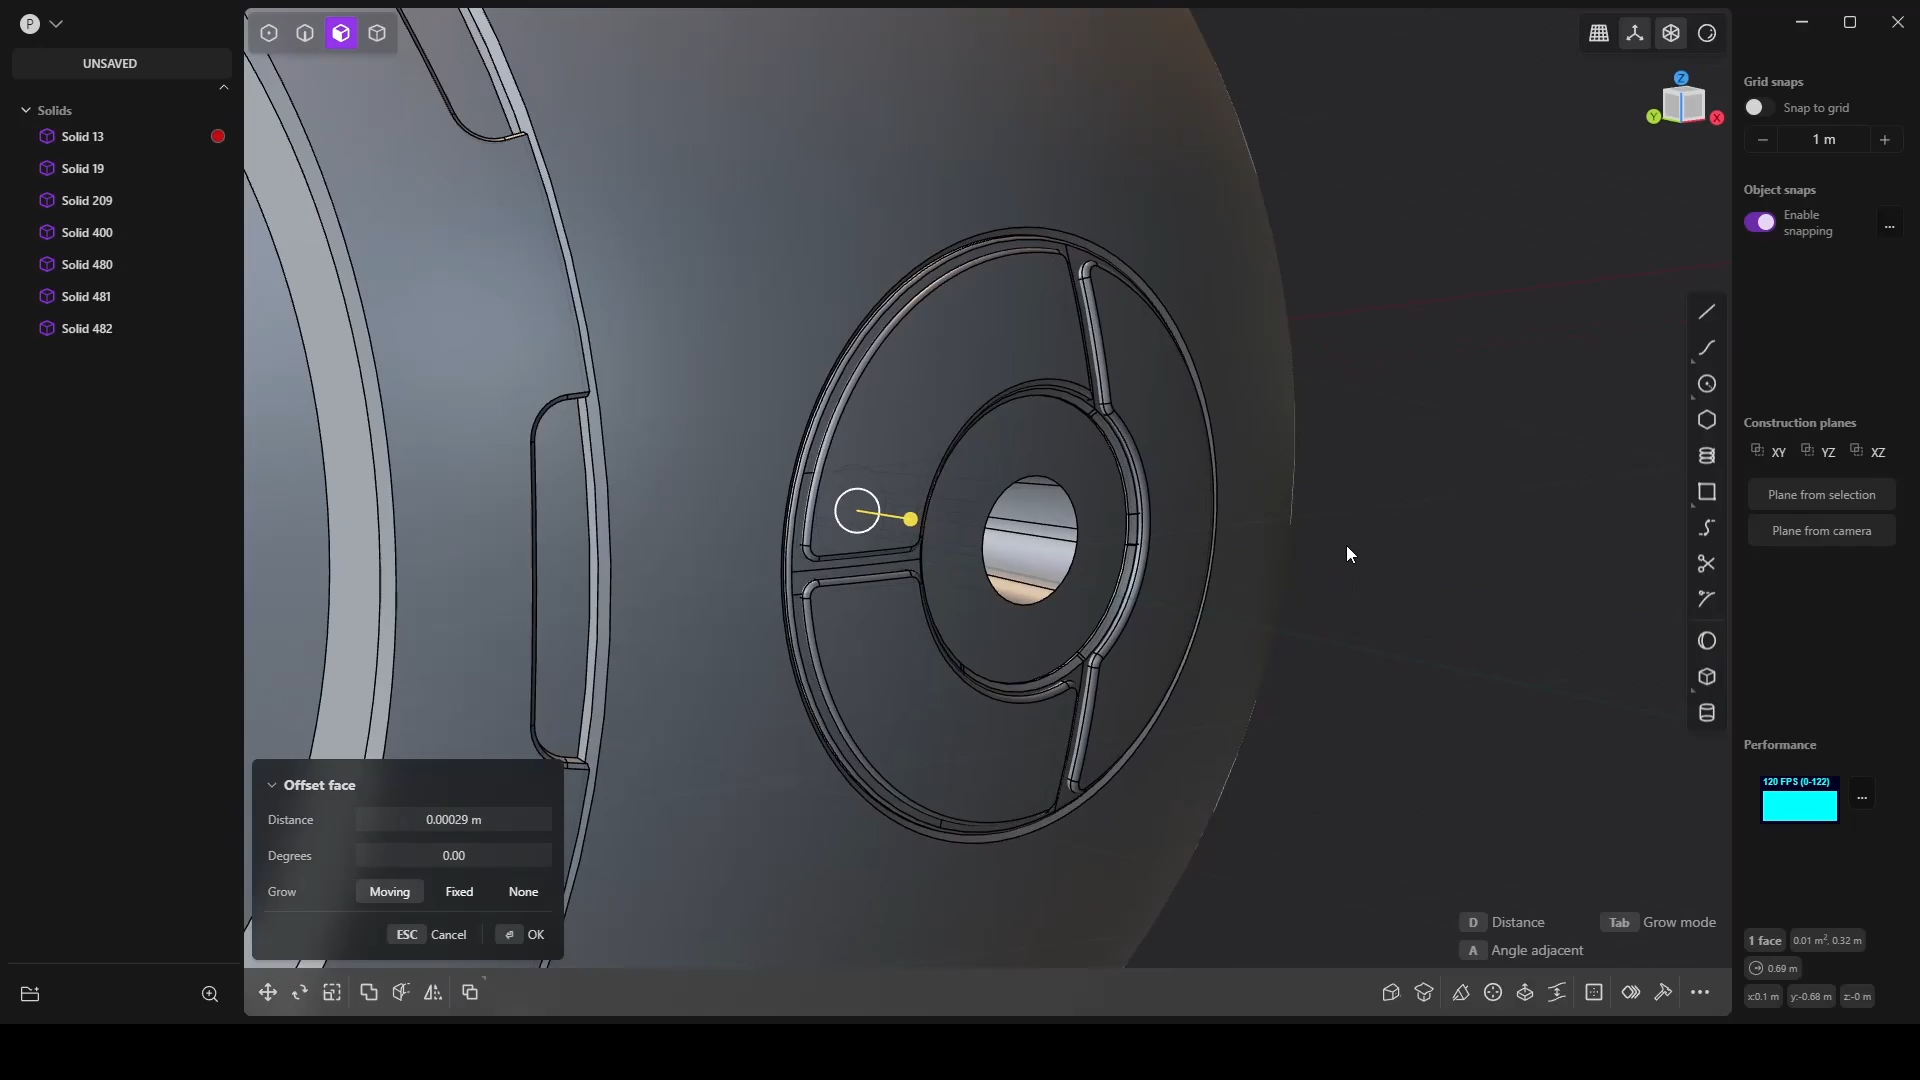 P
UNSAVED
Solids
Solid 13
Solid 19
Solid 209
Solid 400
Solid 480
Solid 481
Solid 482
Z
Y
X
Grid snaps
Snap to grid
1 m
Object snaps
Enable
snapping
...
Construction planes
XY YZ XZ
Plane from selection
Plane from camera
Performance
120 FPS (0-122)
...
Offset face
Distance 0.00029 m
Degrees 0.00
Grow Moving Fixed None
ESC Cancel OK
D Distance Tab Grow mode
A Angle adjacent
1 face 0.01 m², 0.32 m
0.69 m
x:0.1 m y:-0.68 m z:-0 m